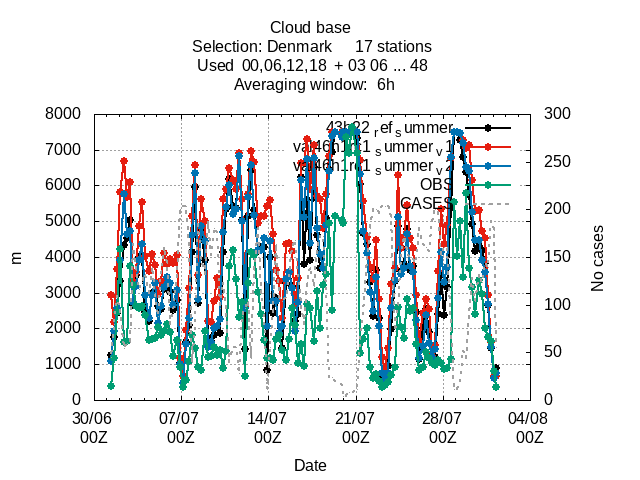 Cloud base
Selection: Denmark 17 stations
Used 00,06,12,18 + 03 06 ... 48
Averaging window: 6h
8000 300
7000 250
6000 200
5000 150
4000 100
3000 50
2000 0
1000
0
43h22_ref_summer
OBS
CASES
m
No cases
30/06 07/07 14/07 21/07 28/07 04/08
00Z 00Z 00Z 00Z 00Z 00Z
Date